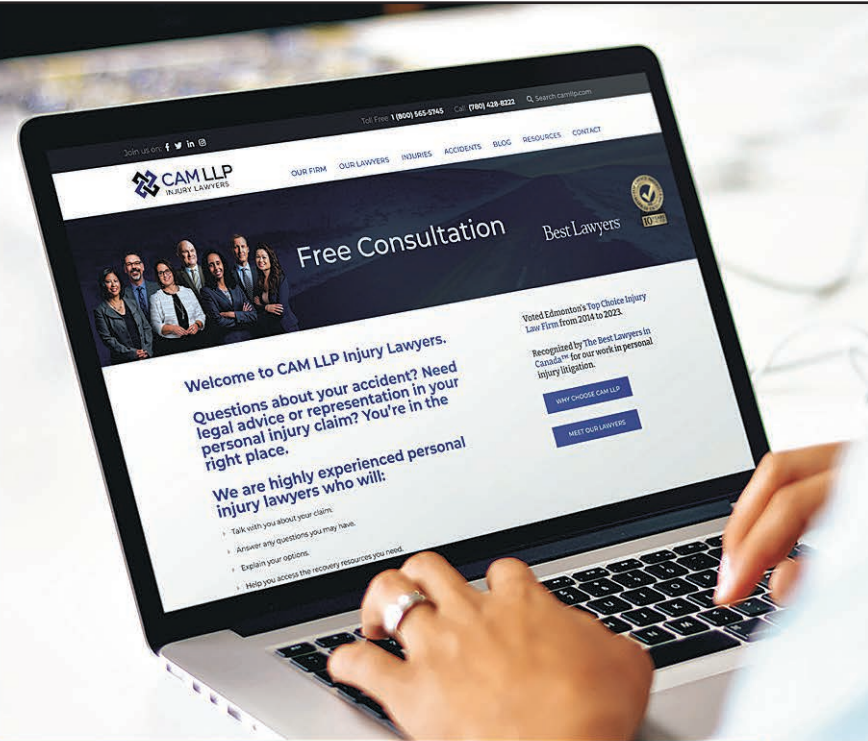 Join us on:
Toll Free 1 (800) 565-5745 Call (780) 428-8222 Search camllp.com
CAM LLP
INJURY LAWYERS
OUR FIRM OUR LAWYERS INJURIES ACCIDENTS BLOG RESOURCES CONTACT
Free Consultation
Best Lawyers
10 YEARS
Welcome to CAM LLP Injury Lawyers.
Questions about your accident? Need
legal advice or representation in your
personal injury claim? You're in the
right place.
We are highly experienced personal
injury lawyers who will:
Talk with you about your claim.
Answer any questions you may have.
Explain your options.
Help you access the recovery resources you need.
Voted Edmonton's Top Choice Injury
Law Firm from 2014 to 2023.
Recognized by The Best Lawyers in
Canada™ for our work in personal
injury litigation.
WHY CHOOSE CAM LLP
MEET OUR LAWYERS